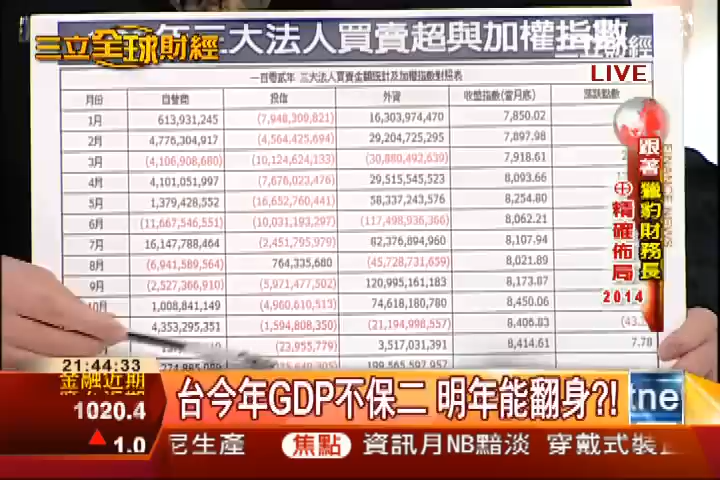 三大法人買賣超與加權指數
三立全球財經
LIVE
一百零貳年 三大法人買賣金額統計及加權指數對照表
月份 自營商 投信 外資 收盤指數(當月底) 漲跌點數
1月 613,931,245 (7,948,309,821) 16,303,974,470 7,850.02
2月 4,776,304,917 (4,564,425,694) 29,204,725,295 7,897.98
3月 (4,106,908,680) (10,124,624,133) (30,880,492,639) 7,918.61
4月 4,101,051,997 (7,676,023,476) 29,515,545,523 8,093.66
5月 1,379,428,552 (16,652,760,441) 58,337,243,576 8,254.80
6月 (11,667,546,551) (10,031,193,297) (117,498,936,366) 8,062.21
7月 16,147,788,464 (2,451,795,979) 82,376,894,960 8,107.94
8月 (6,941,589,564) 764,335,680 (45,728,731,659) 8,021.89
9月 (2,527,366,910) (5,971,477,502) 120,995,161,183 8,173.87
10月 1,008,841,149 (4,960,610,513) 74,618,180,780 8,450.06
4,353,295,351 (1,594,808,350) (21,194,998,557) 8,406.83
(23,955,779) 3,517,031,391 8,414.61 7.78
跟著
獵豹財務長
精確佈局
2014
FINANCE NEWS
21:44:33
金融近期
1020.4
▲ 1.0
台今年GDP不保二 明年能翻身?!
tne
尼生產 焦點 資訊月NB黯淡 穿戴式裝